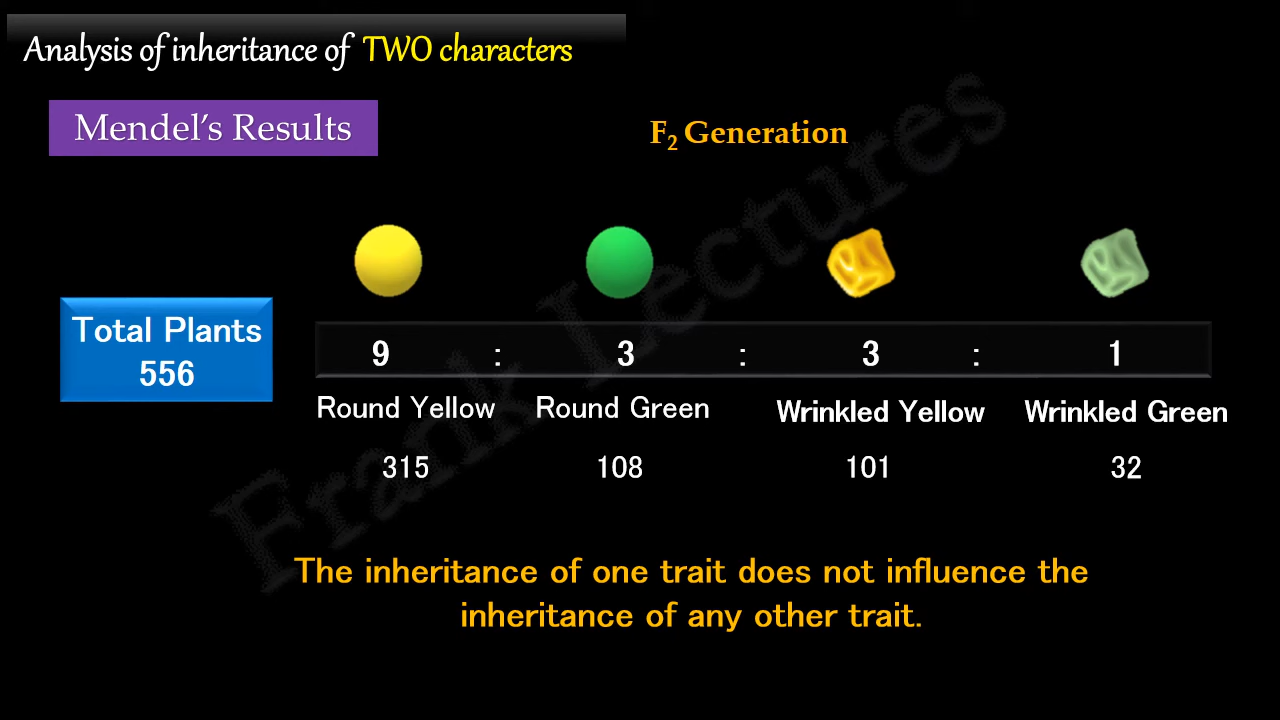 Analysis of inheritance of TWO characters
Mendel’s Results
F₂ Generation
Total Plants
556
9 : 3 : 3 : 1
Round Yellow Round Green Wrinkled Yellow Wrinkled Green
315 108 101 32
The inheritance of one trait does not influence the
inheritance of any other trait.
Frank Lectures